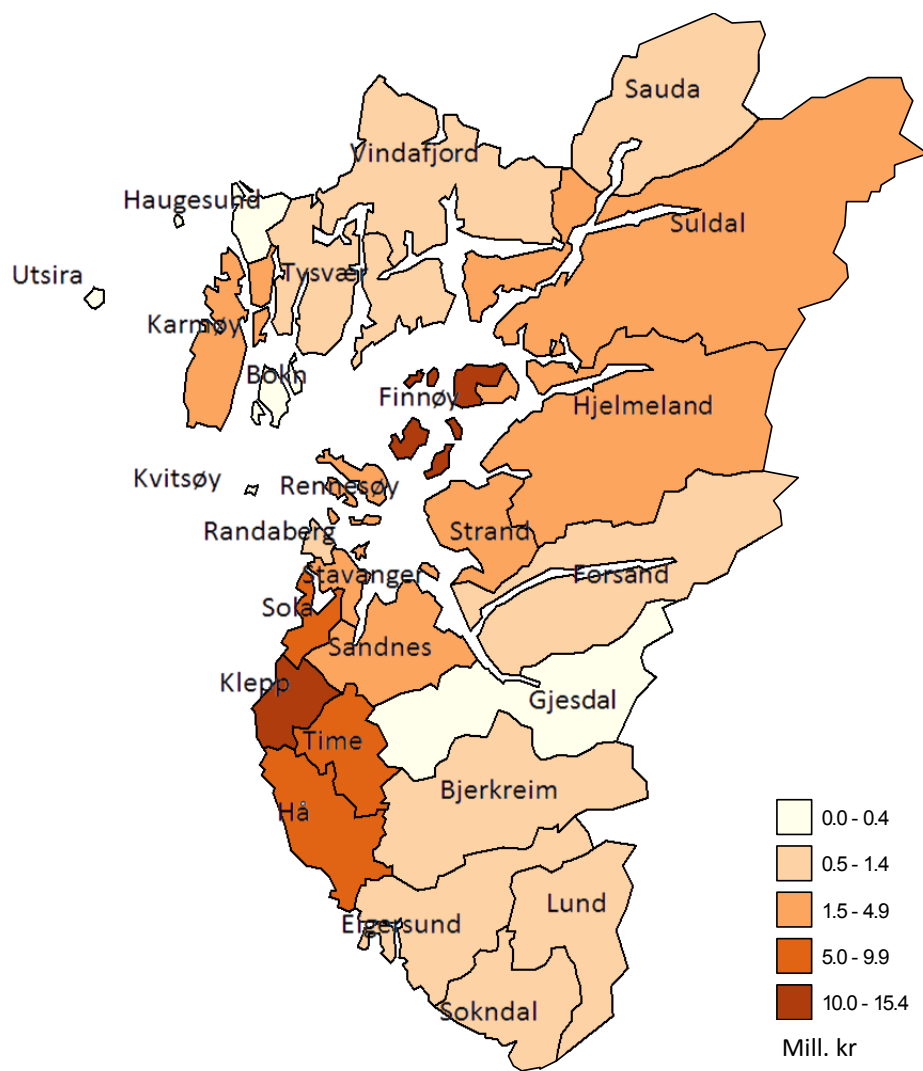 Sauda
Vindafjord
Haugesund
Suldal
Utsira
Tysvær
Karmøy
Bokn
Finnøy
Hjelmeland
Kvitsøy
Rennesøy
Randaberg
Strand
Stavanger
Forsand
Sola
Sandnes
Klepp
Gjesdal
Time
Bjerkreim
Hå
Lund
Eigersund
Sokndal
0.0 - 0.4
0.5 - 1.4
1.5 - 4.9
5.0 - 9.9
10.0 - 15.4
Mill. kr